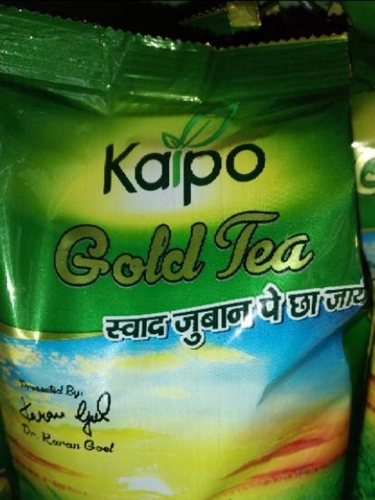 Kaipo
Gold Tea
स्वाद जुबान पे छा जाये
Presented By:
Karan Goel
Dr. Karan Goel